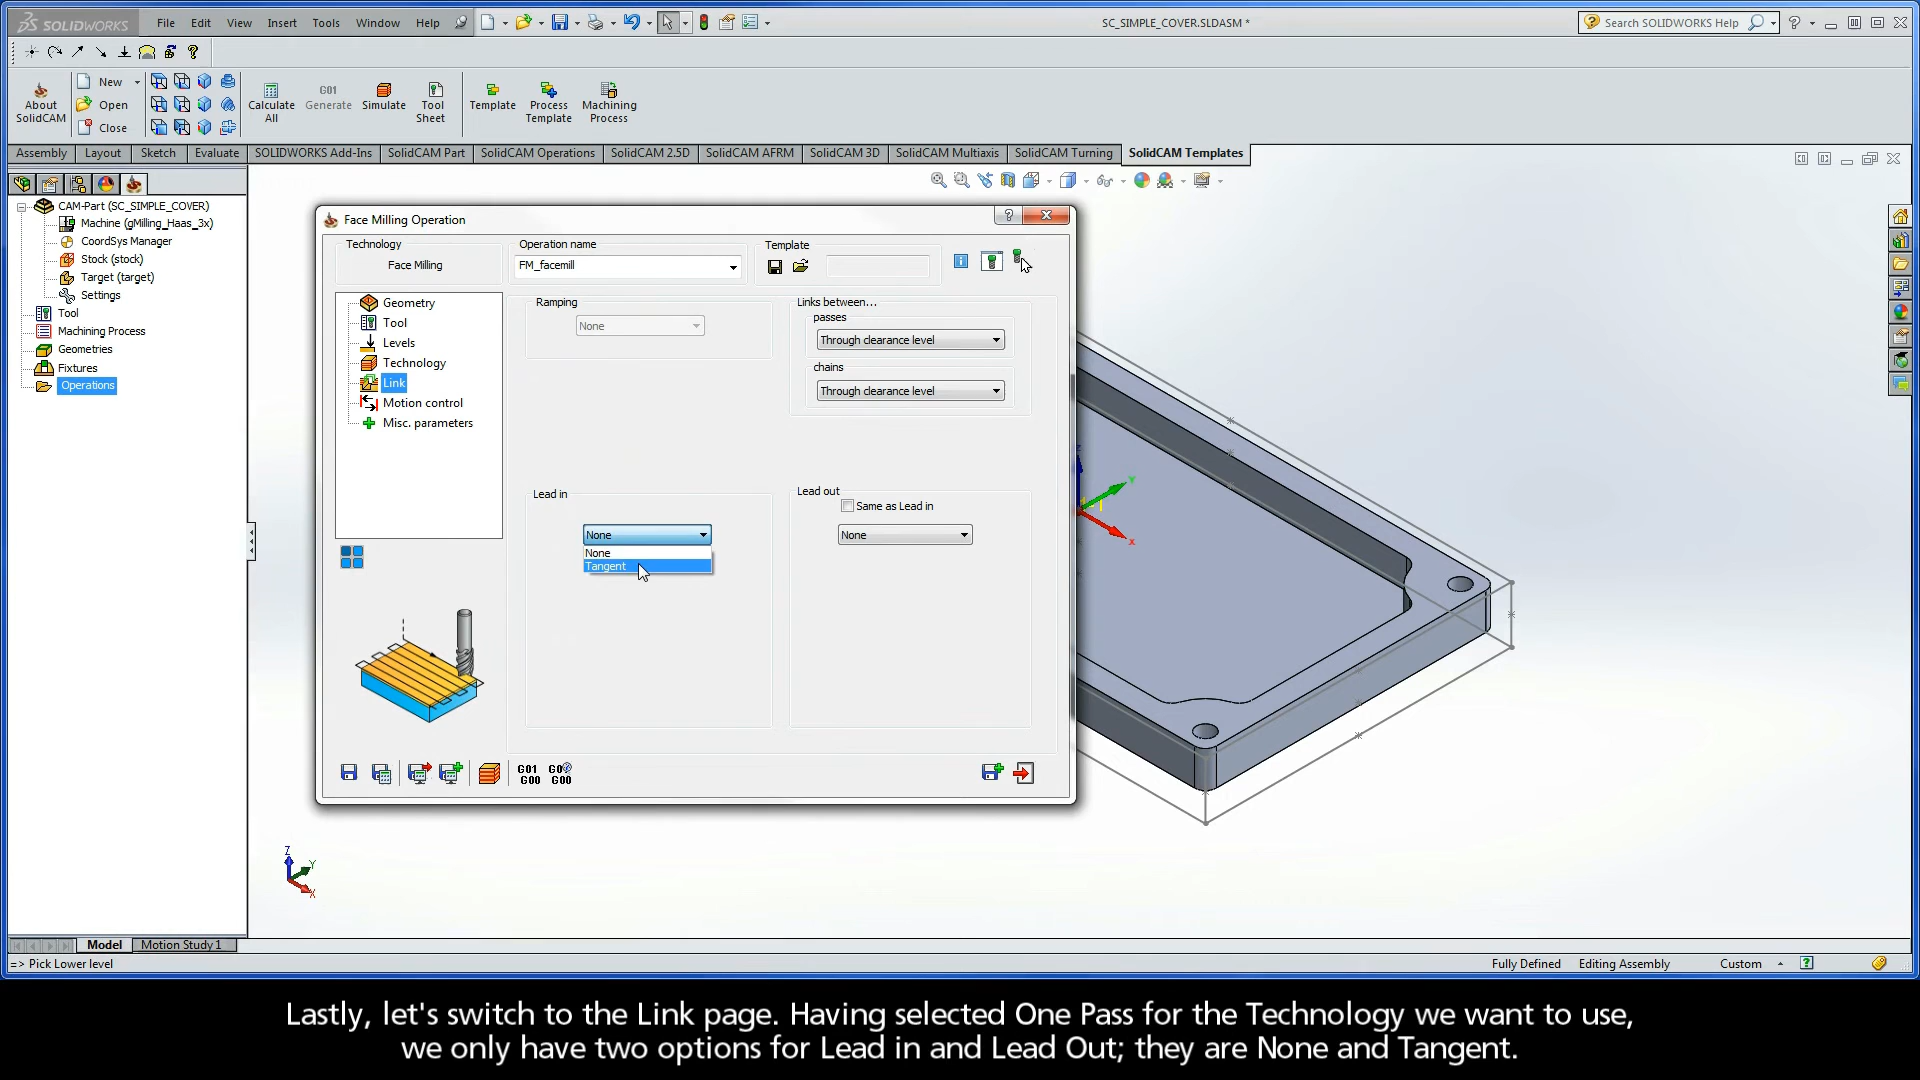 SOLIDWORKS File Edit View Insert Tools Window Help SC_SIMPLE_COVER.SLDASM * Search SOLIDWORKS Help
About SolidCAM New Open Close Calculate All G01 Generate Simulate Tool Sheet Template Process Template Machining Process
Assembly Layout Sketch Evaluate SOLIDWORKS Add-Ins SolidCAM Part SolidCAM Operations SolidCAM 2.5D SolidCAM AFRM SolidCAM 3D SolidCAM Multiaxis SolidCAM Turning SolidCAM Templates
CAM-Part (SC_SIMPLE_COVER)
Machine (gMilling_Haas_3x)
CoordSys Manager
Stock (stock)
Target (target)
Settings
Tool
Machining Process
Geometries
Fixtures
Operations
Face Milling Operation
Technology
Face Milling
Operation name
FM_facemill
Template
Geometry
Tool
Levels
Technology
Link
Motion control
Misc. parameters
Ramping
None
Links between...
passes
Through clearance level
chains
Through clearance level
Lead in
None
None
Tangent
Lead out
Same as Lead in
None
G01 G00
G00 G00
Z
Y
X
Y
X
Model Motion Study 1
=> Pick Lower level Fully Defined Editing Assembly Custom
Lastly, let's switch to the Link page. Having selected One Pass for the Technology we want to use,
we only have two options for Lead in and Lead Out; they are None and Tangent.